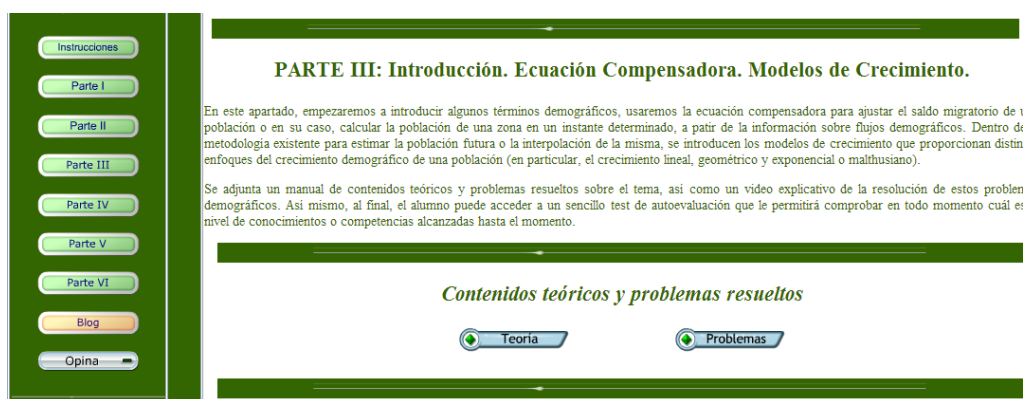 Instrucciones
Parte I
Parte II
Parte III
Parte IV
Parte V
Parte VI
Blog
Opina
PARTE III: Introducción. Ecuación Compensadora. Modelos de Crecimiento.
En este apartado, empezaremos a introducir algunos términos demográficos, usaremos la ecuación compensadora para ajustar el saldo migratorio de
población o en su caso, calcular la población de una zona en un instante determinado, a patir de la información sobre flujos demográficos. Dentro de
metodología existente para estimar la población futura o la interpolación de la misma, se introducen los modelos de crecimiento que proporcionan distin
enfoques del crecimiento demográfico de una población (en particular, el crecimiento lineal, geométrico y exponencial o malthusiano).
Se adjunta un manual de contenidos teóricos y problemas resueltos sobre el tema, asi como un video explicativo de la resolución de estos problem
demográficos. Asi mismo, al final, el alumno puede acceder a un sencillo test de autoevaluación que le permitirá comprobar en todo momento cuál es
nivel de conocimientos o competencias alcanzadas hasta el momento.
Contenidos teóricos y problemas resueltos
Teoría
Problemas